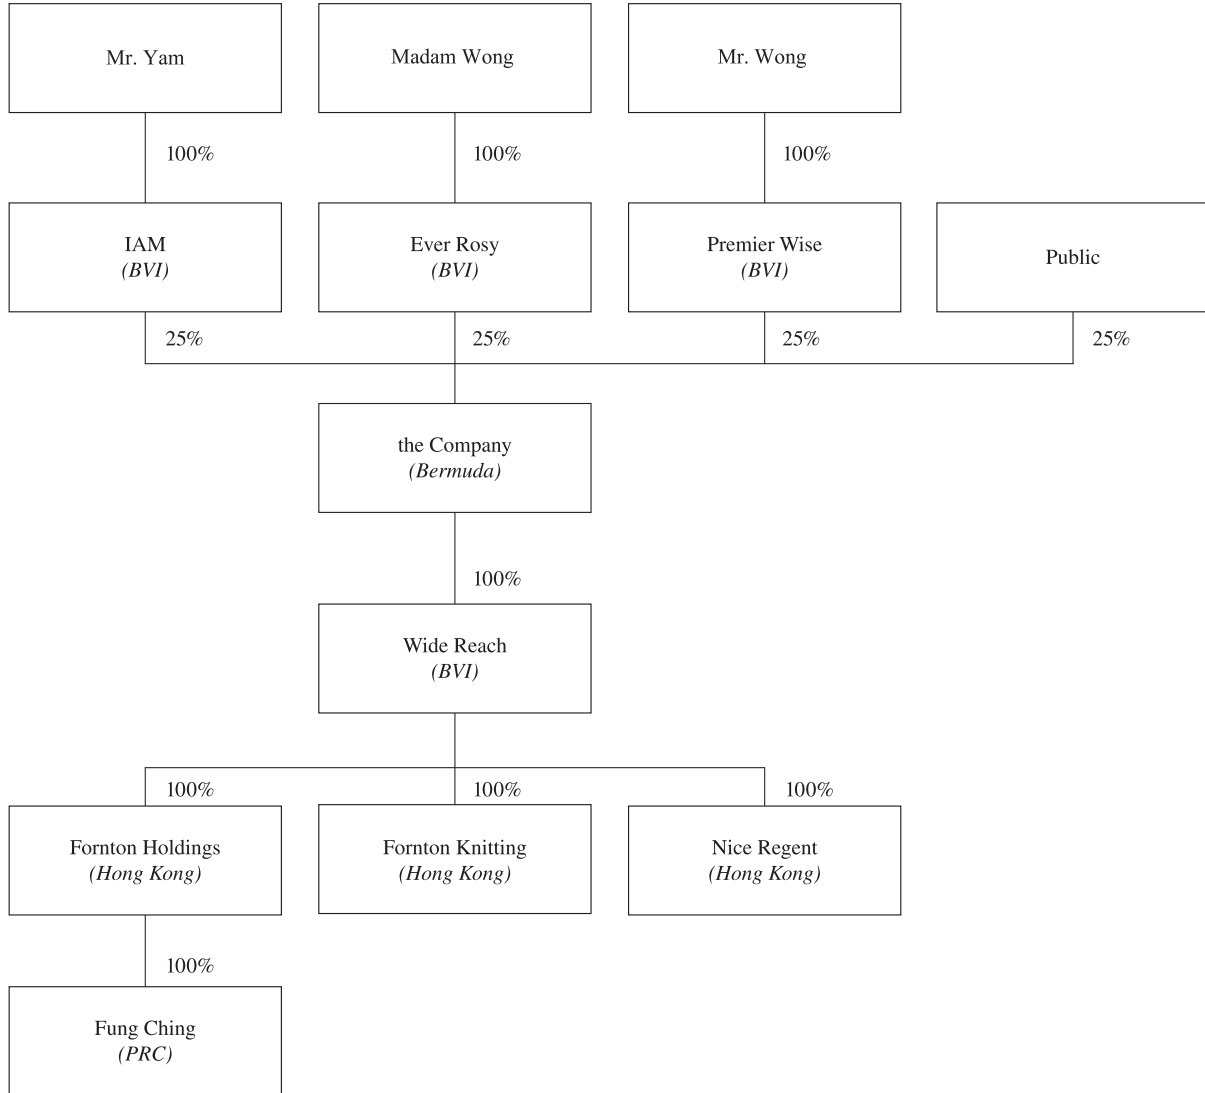 Mr. Yam
Madam Wong
Mr. Wong
100%
100%
100%
IAM
(BVI)
Ever Rosy
(BVI)
Premier Wise
(BVI)
Public
25%
25%
25%
25%
the Company
(Bermuda)
100%
Wide Reach
(BVI)
100%
100%
100%
Fornton Holdings
(Hong Kong)
Fornton Knitting
(Hong Kong)
Nice Regent
(Hong Kong)
100%
Fung Ching
(PRC)